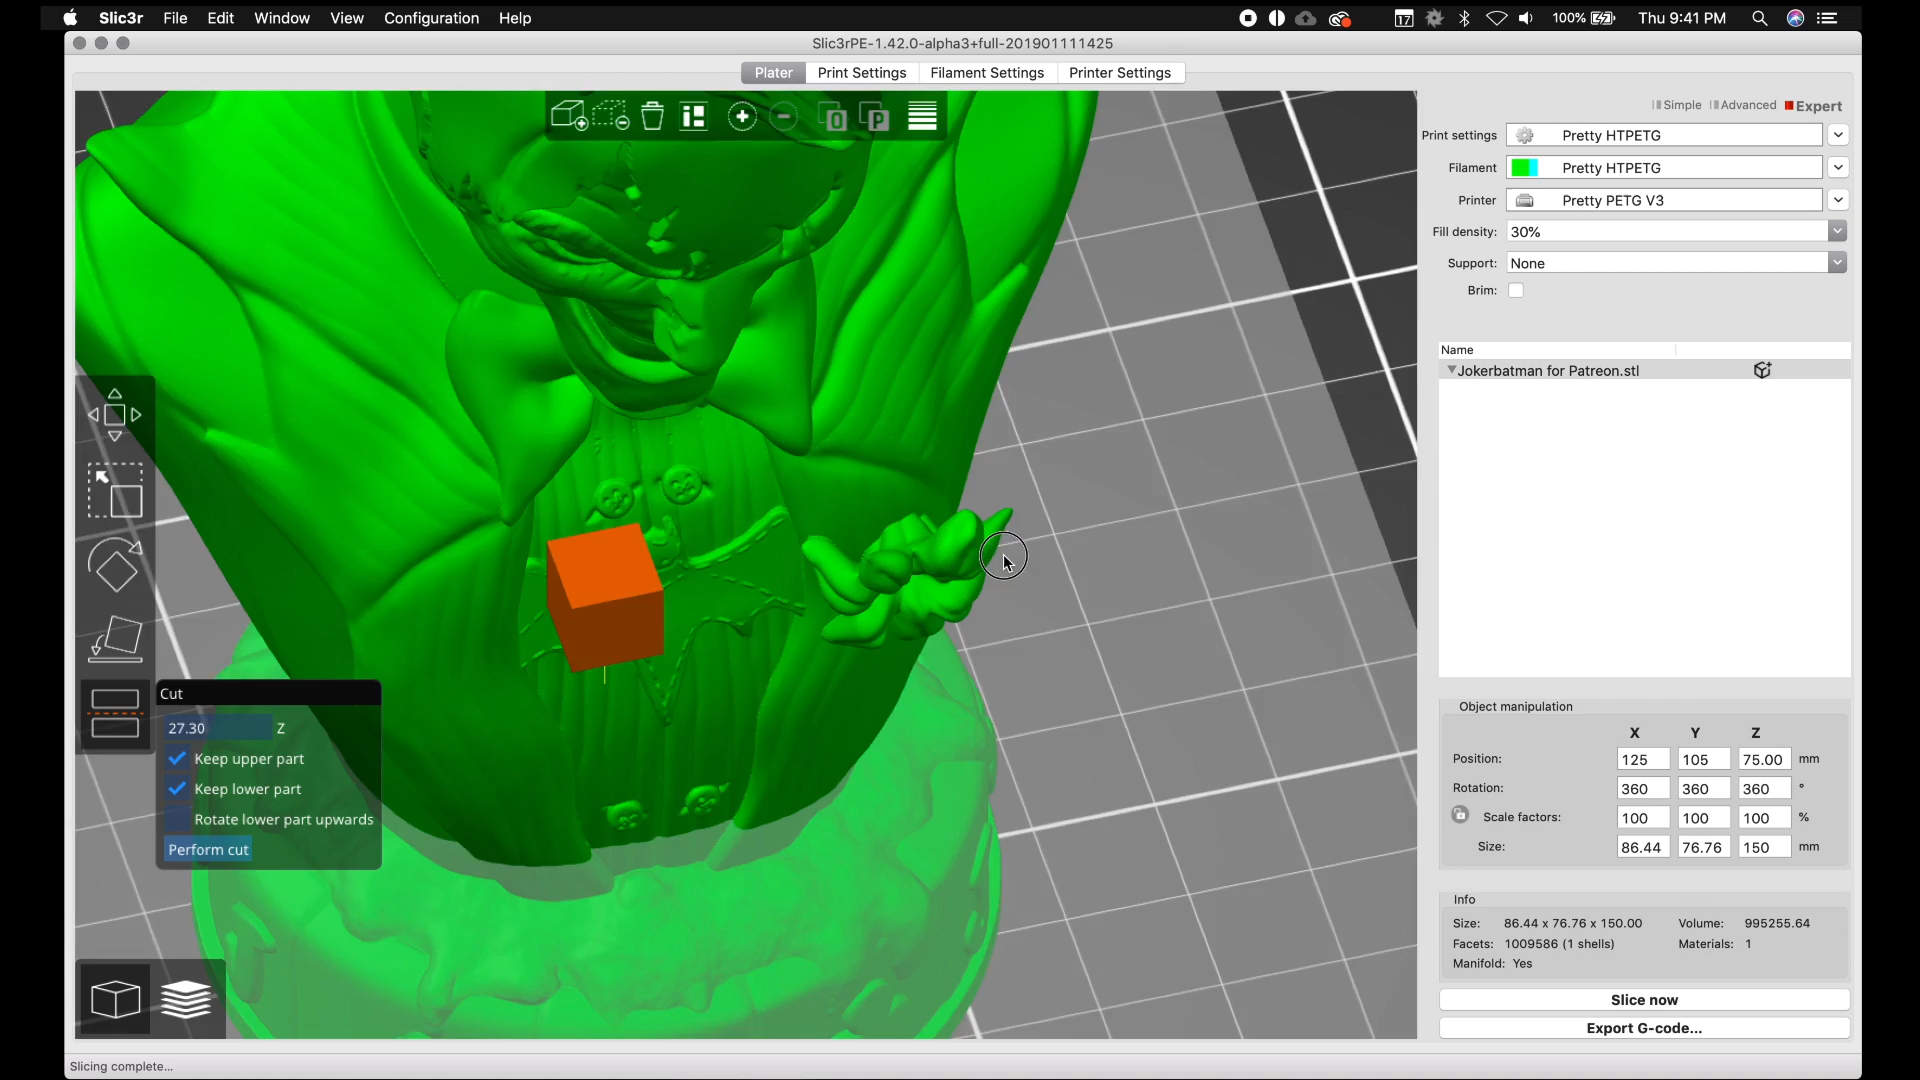 Slic3r File Edit Window View Configuration Help 17 100% Thu 9:41 PM
Slic3rPE-1.42.0-alpha3+full-201901111425
Plater Print Settings Filament Settings Printer Settings
O P
Simple Advanced Expert
Print settings Pretty HTPETG
Filament Pretty HTPETG
Printer Pretty PETG V3
Fill density: 30%
Support: None
Brim:
Name
Jokerbatman for Patreon.stl
Cut
27.30 Z
Keep upper part
Keep lower part
Rotate lower part upwards
Perform cut
Object manipulation
X Y Z
Position: 125 105 75.00 mm
Rotation: 360 360 360 °
Scale factors: 100 100 100 %
Size: 86.44 76.76 150 mm
Info
Size: 86.44 x 76.76 x 150.00 Volume: 995255.64
Facets: 1009586 (1 shells) Materials: 1
Manifold: Yes
Slice now
Export G-code...
Slicing complete...